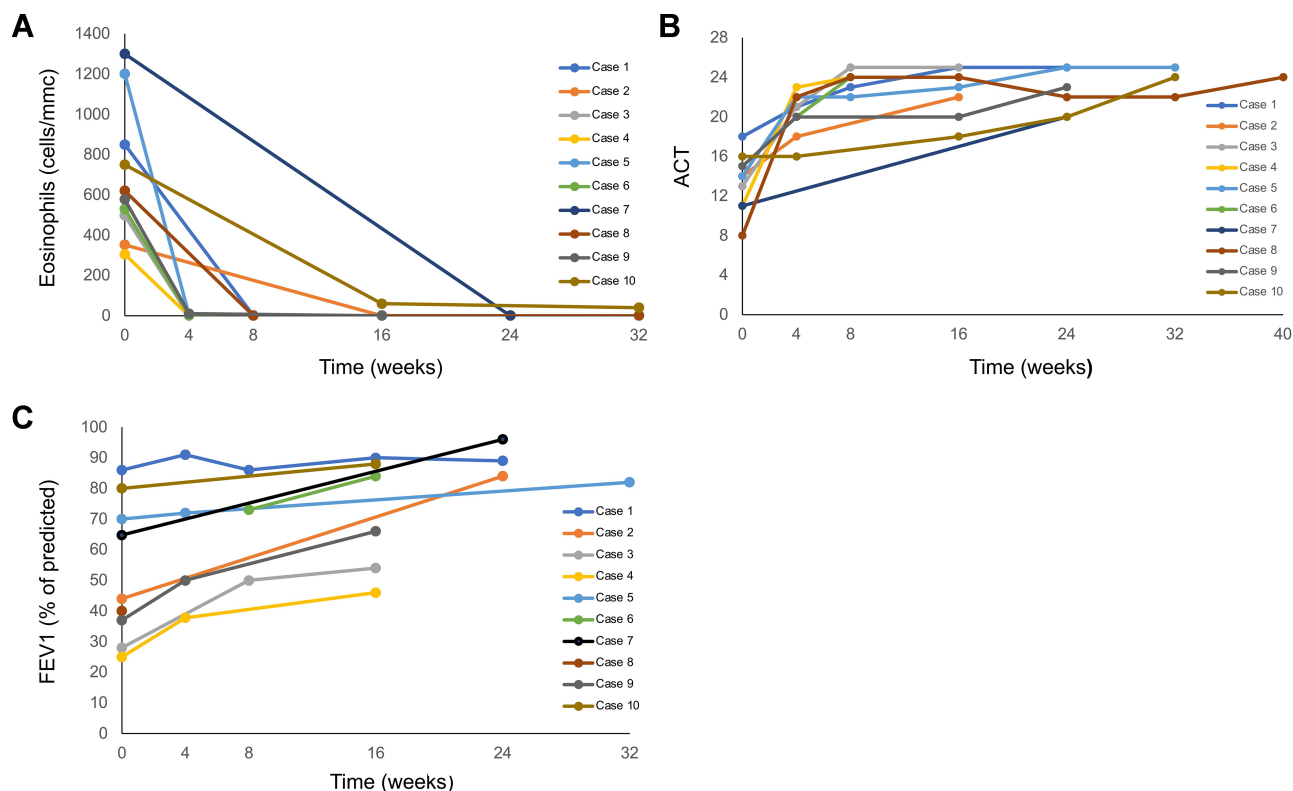 A
Eosinophils (cells/mmc)
1400
1200
1000
800
600
400
200
0
0 4 8 16 24 32
Time (weeks)
Case 1
Case 2
Case 3
Case 4
Case 5
Case 6
Case 7
Case 8
Case 9
Case 10
B
ACT
28
24
20
16
12
8
4
0
0 4 8 16 24 32 40
Time (weeks)
Case 1
Case 2
Case 3
Case 4
Case 5
Case 6
Case 7
Case 8
Case 9
Case 10
C
FEV1 (% of predicted)
100
90
80
70
60
50
40
30
20
10
0
0 4 8 16 24 32
Time (weeks)
Case 1
Case 2
Case 3
Case 4
Case 5
Case 6
Case 7
Case 8
Case 9
Case 10